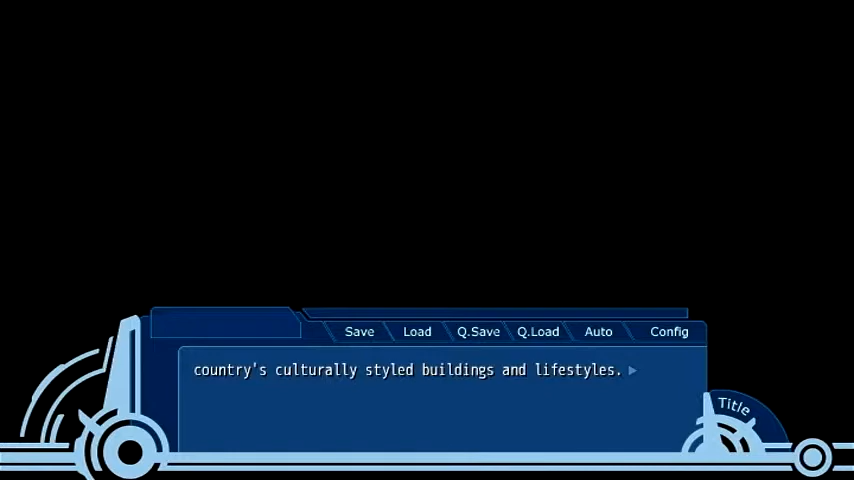 Save Load Q.Save Q.Load Auto Config
country's culturally styled buildings and lifestyles.
Title